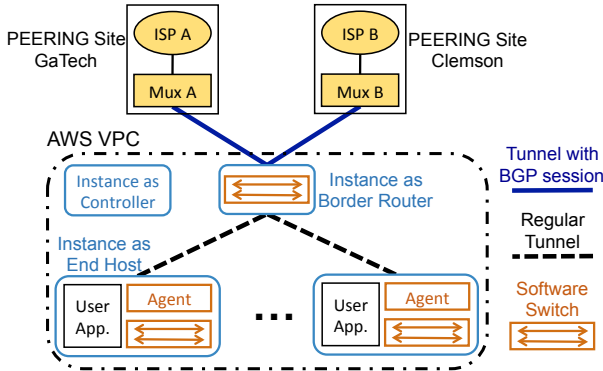 PEERING Site
GaTech
ISP A
Mux A
ISP B
Mux B
PEERING Site
Clemson
AWS VPC
Instance as
Controller
Instance as
Border Router
Tunnel with
BGP session
Regular
Tunnel
Instance as
End Host
User
App.
Agent
...
User
App.
Agent
Software
Switch